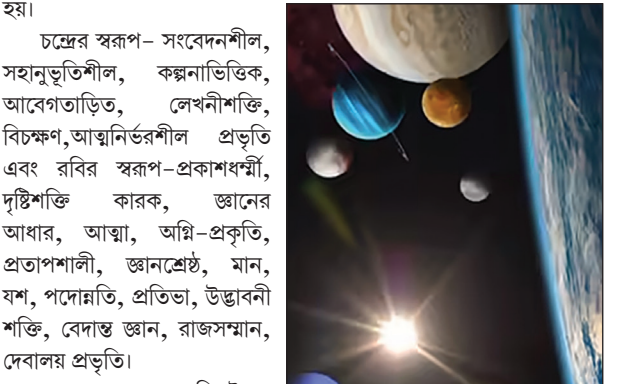 হয়।
চন্দ্রের স্বরূপ– সংবেদনশীল,
সহানুভূতিশীল, কল্পনাভিত্তিক,
আবেগতাড়িত, লেখনীশক্তি,
বিচক্ষণ,আত্মনির্ভরশীল প্রভৃতি
এবং রবির স্বরূপ–প্রকাশধর্ম্মী,
দৃষ্টিশক্তি কারক, জ্ঞানের
আধার, আত্মা, অগ্নি–প্রকৃতি,
প্রতাপশালী, জ্ঞানশ্রেষ্ঠ, মান,
যশ, পদোন্নতি, প্রতিভা, উদ্ভাবনী
শক্তি, বেদান্ত জ্ঞান, রাজসম্মান,
দেবালয় প্রভৃতি।